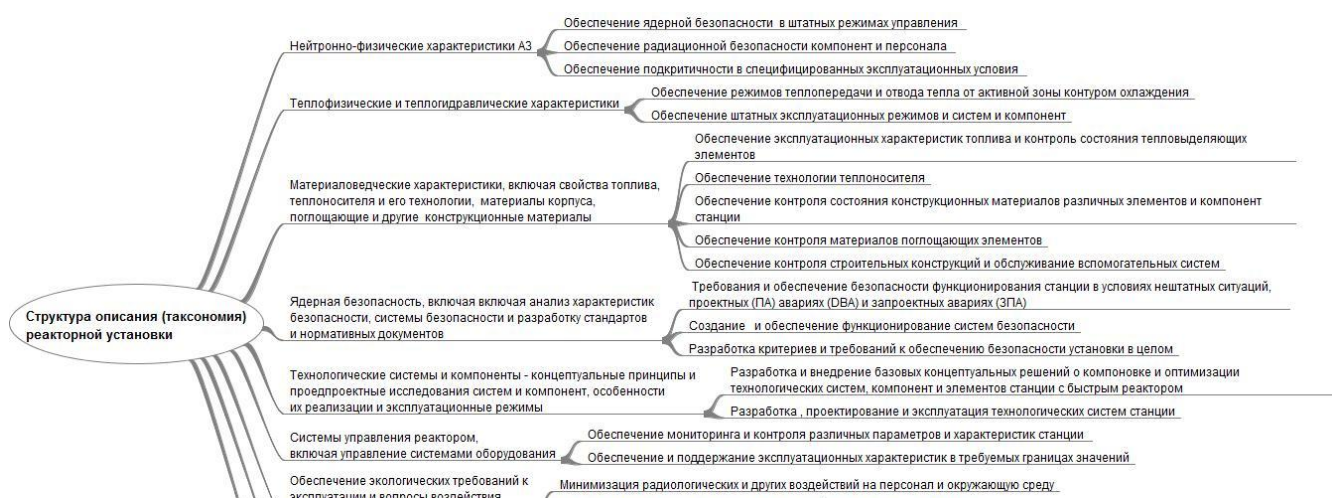 Обеспечение ядерной безопасности в штатных режимах управления
Нейтронно-физические характеристики АЗ
Обеспечение радиационной безопасности компонент и персонала
Обеспечение подкритичности в специфицированных эксплуатационных условия
Обеспечение режимов теплопередачи и отвода тепла от активной зоны контуром охлаждения
Теплофизические и теплогидравлические характеристики
Обеспечение штатных эксплуатационных режимов и систем и компонент
Обеспечение эксплуатационных характеристик топлива и контроль состояния тепловыделяющих
элементов
Обеспечение технологии теплоносителя
Материаловедческие характеристики, включая свойства топлива,
теплоносителя и его технологии, материалы корпуса,
поглощающие и другие конструкционные материалы
Обеспечение контроля состояния конструкционных материалов различных элементов и компонент
станции
Обеспечение контроля материалов поглощающих элементов
Обеспечение контроля строительных конструкций и обслуживание вспомогательных систем
Структура описания (таксономия)
реакторной установки
Ядерная безопасность, включая включая анализ характеристик
безопасности, системы безопасности и разработку стандартов
и нормативных документов
Требования и обеспечение безопасности функционирования станции в условиях нештатных ситуаций,
проектных (ПА) авариях (DBA) и запроектных авариях (ЗПА)
Создание и обеспечение функционирование систем безопасности
Разработка критериев и требований к обеспечению безопасности установки в целом
Технологические системы и компоненты - концептуальные принципы и
предпроектные исследования систем и компонент, особенности
их реализации и эксплуатационные режимы
Разработка и внедрение базовых концептуальных решений о компоновке и оптимизации
технологических систем, компонент и элементов станции с быстрым реактором
Разработка , проектирование и эксплуатация технологических систем станции
Системы управления реактором,
включая управление системами оборудования
Обеспечение мониторинга и контроля различных параметров и характеристик станции
Обеспечение и поддержание эксплуатационных характеристик в требуемых границах значений
Обеспечение экологических требований к
эксплуатации и вопросы воздействия
Минимизация радиологических и других воздействий на персонал и окружающую среду